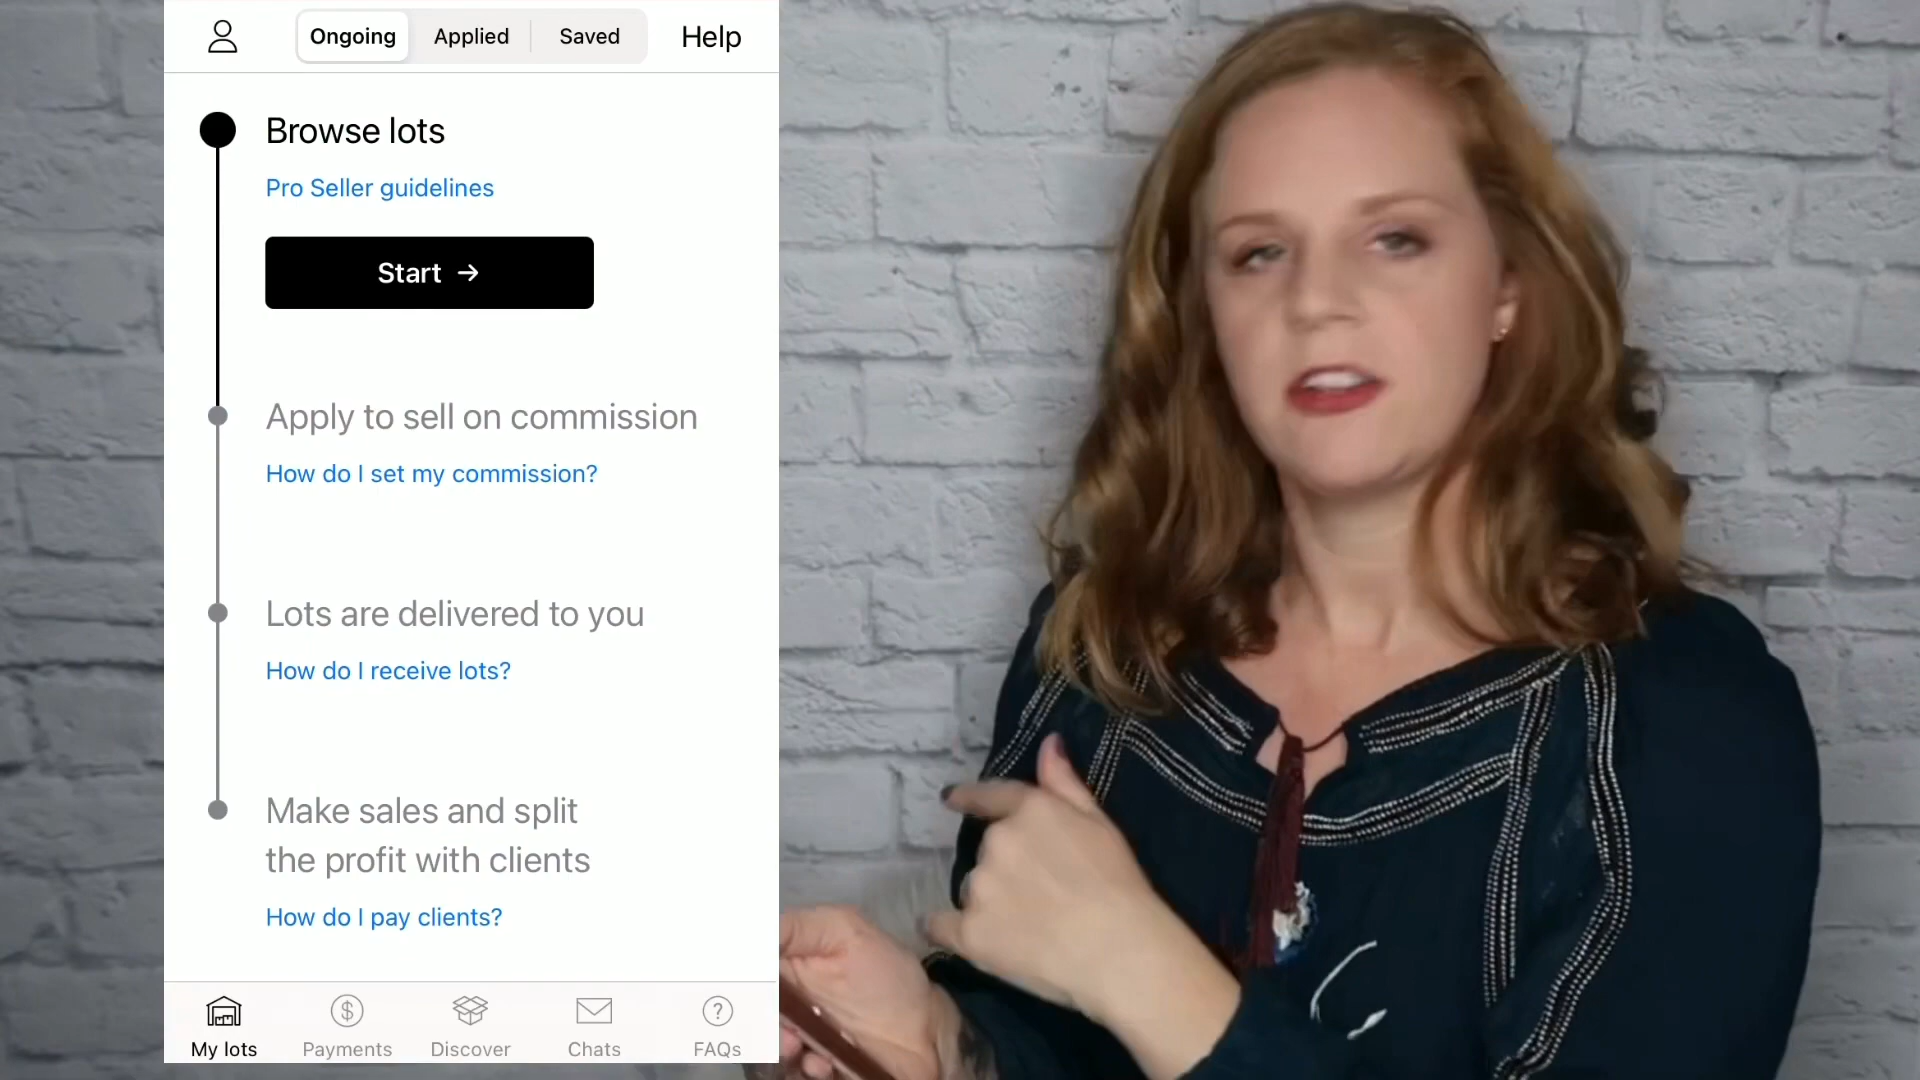 Ongoing Applied Saved Help
Browse lots
Pro Seller guidelines
Start →
Apply to sell on commission
How do I set my commission?
Lots are delivered to you
How do I receive lots?
Make sales and split
the profit with clients
How do I pay clients?
My lots Payments Discover Chats FAQs